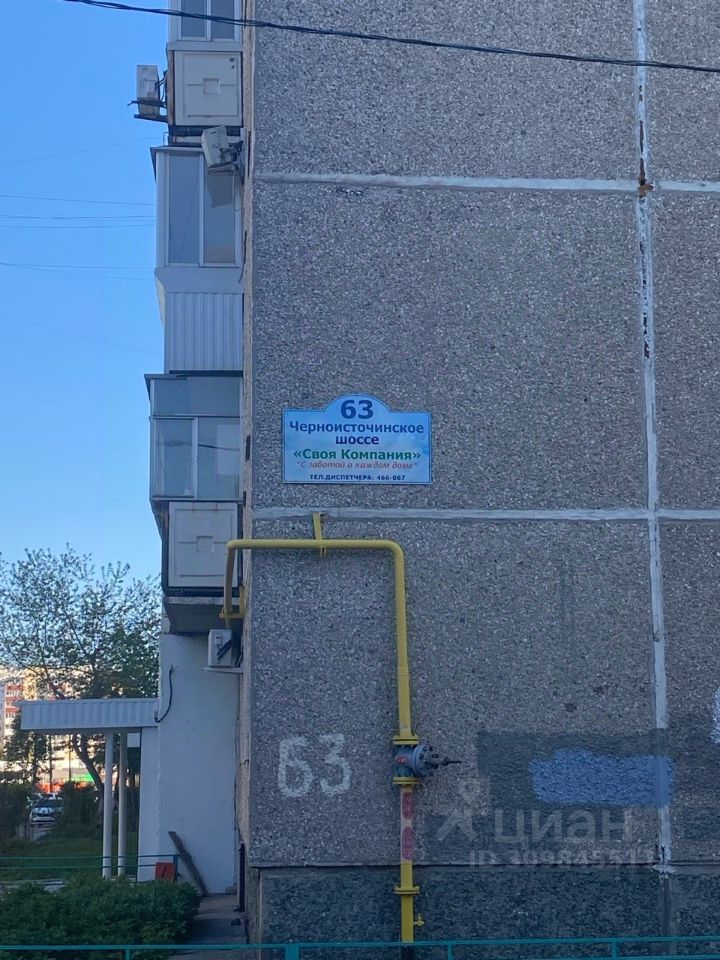 63
Черноисточинское
шоссе
«Своя Компания»
"С заботой о каждом доме"
ТЕЛ.ДИСПЕТЧЕРА: 466-067
63
циан